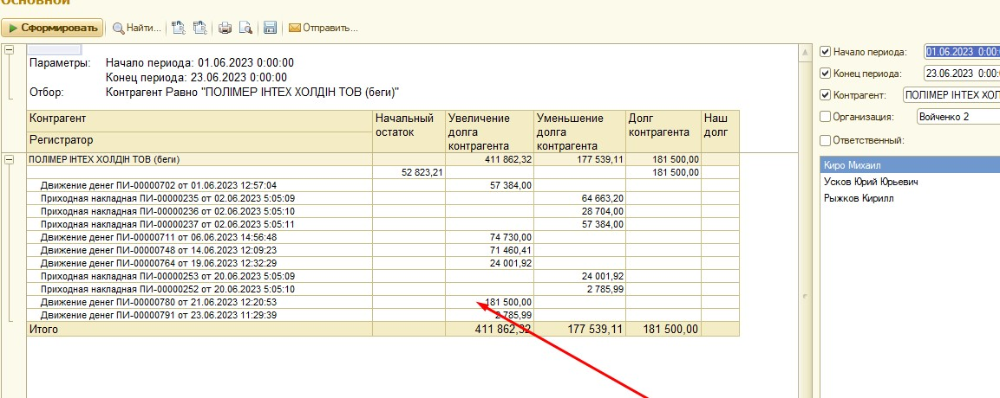 Основной
Сформировать Найти... Отправить...
Параметры: Начало периода: 01.06.2023 0:00:00
Конец периода: 23.06.2023 0:00:00
Отбор: Контрагент Равно "ПОЛІМЕР ІНТЕХ ХОЛДІН ТОВ (беги)"
Контрагент Начальный остаток Увеличение долга контрагента Уменьшение долга контрагента Долг контрагента Наш долг
Регистратор
ПОЛІМЕР ІНТЕХ ХОЛДІН ТОВ (беги) 411 862,32 177 539,11 181 500,00
52 823,21 181 500,00
Движение денег ПИ-00000702 от 01.06.2023 12:57:04 57 384,00
Приходная накладная ПИ-00000235 от 02.06.2023 5:05:09 64 663,20
Приходная накладная ПИ-00000236 от 02.06.2023 5:05:10 28 704,00
Приходная накладная ПИ-00000237 от 02.06.2023 5:05:11 57 384,00
Движение денег ПИ-00000711 от 06.06.2023 14:56:48 74 730,00
Движение денег ПИ-00000748 от 14.06.2023 12:09:23 71 460,41
Движение денег ПИ-00000764 от 19.06.2023 12:32:29 24 001,92
Приходная накладная ПИ-00000253 от 20.06.2023 5:05:09 24 001,92
Приходная накладная ПИ-00000252 от 20.06.2023 5:05:10 2 785,99
Движение денег ПИ-00000780 от 21.06.2023 12:20:53 181 500,00
Движение денег ПИ-00000791 от 23.06.2023 11:29:39 2 785,99
Итого 411 862,32 177 539,11 181 500,00
Начало периода: 01.06.2023 0:00:
Конец периода: 23.06.2023 0:00:
Контрагент: ПОЛІМЕР ІНТЕХ ХОЛ
Организация: Войченко 2
Ответственный:
Киро Михаил
Усков Юрий Юрьевич
Рыжков Кирилл